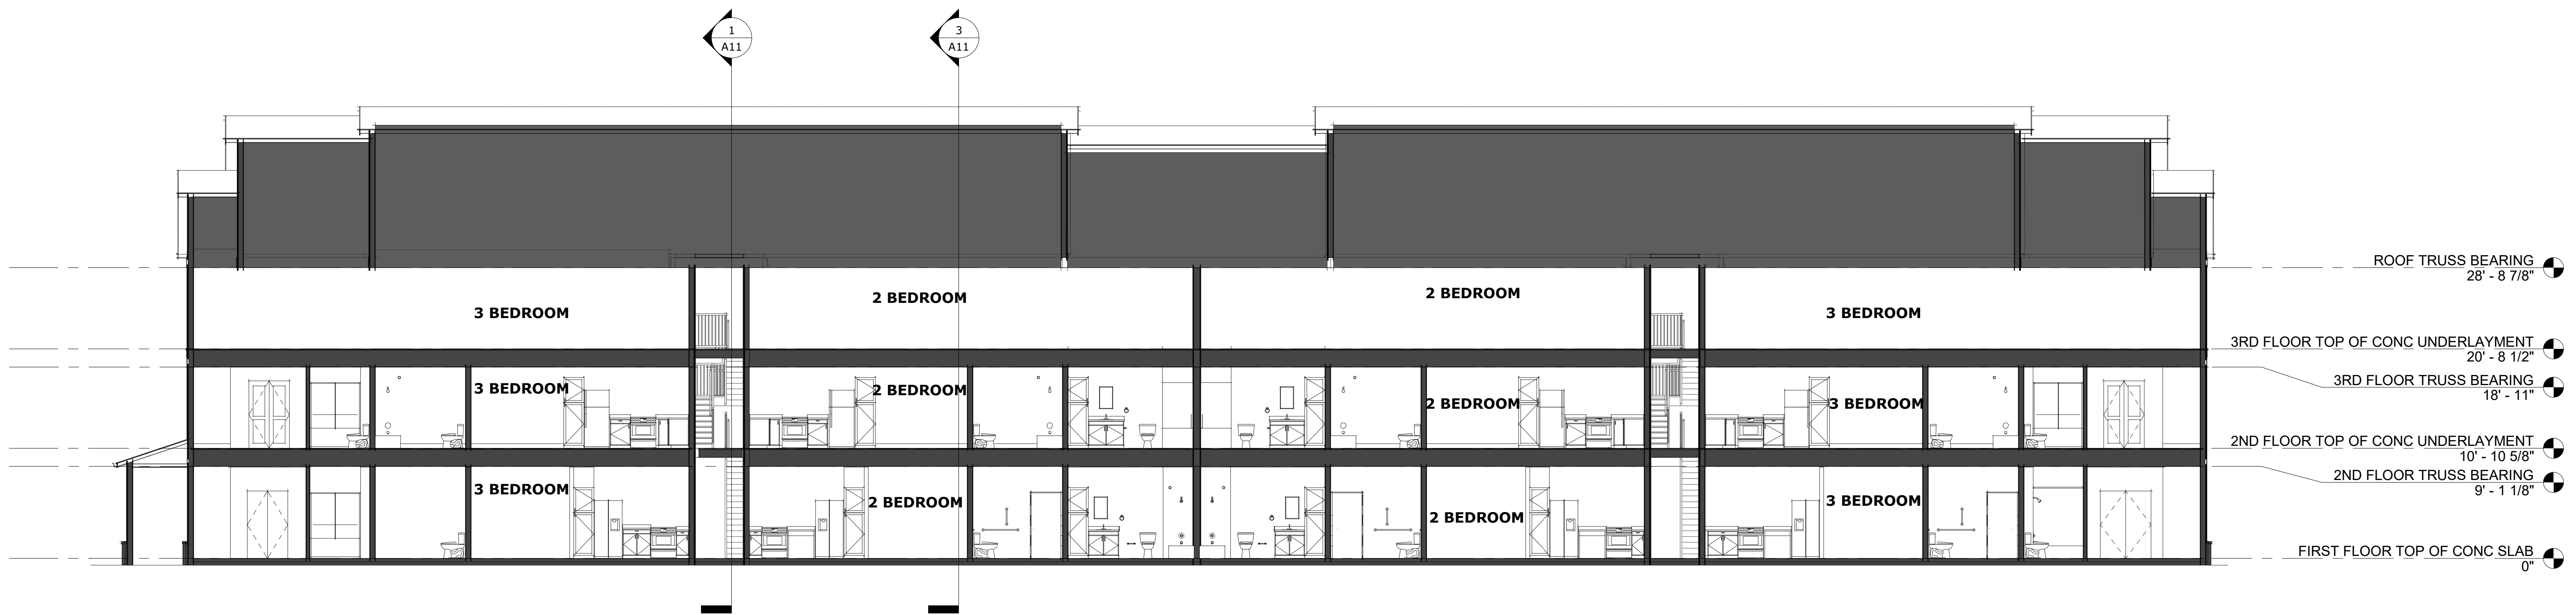 1
A11
3
A11
ROOF TRUSS BEARING
28' - 8 7/8"
3 BEDROOM
2 BEDROOM
2 BEDROOM
3 BEDROOM
3RD FLOOR TOP OF CONC UNDERLAYMENT
20' - 8 1/2"
3RD FLOOR TRUSS BEARING
18' - 11"
3 BEDROOM
2 BEDROOM
2 BEDROOM
3 BEDROOM
2ND FLOOR TOP OF CONC UNDERLAYMENT
10' - 10 5/8"
2ND FLOOR TRUSS BEARING
9' - 1 1/8"
3 BEDROOM
2 BEDROOM
2 BEDROOM
3 BEDROOM
FIRST FLOOR TOP OF CONC SLAB
0"